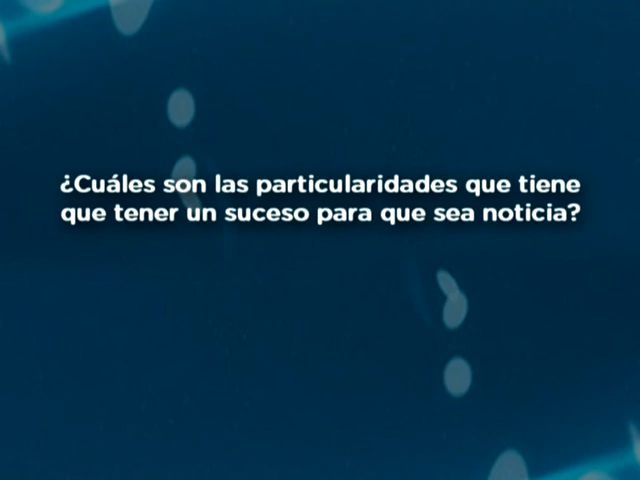 ¿Cuáles son las particularidades que tiene
que tener un suceso para que sea noticia?